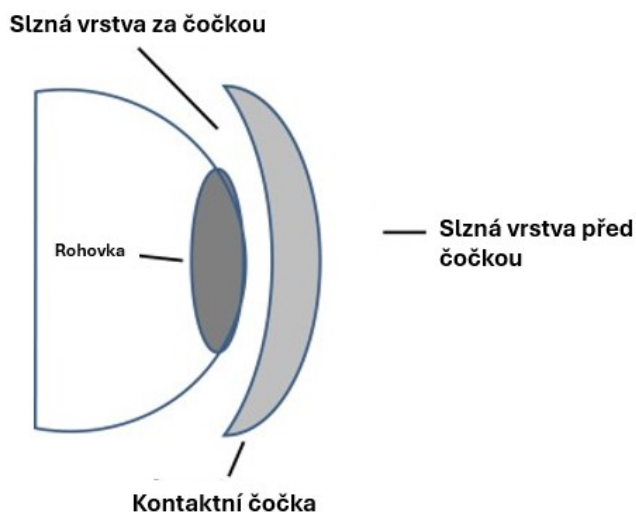 Slzná vrstva za čočkou
Rohovka
Slzná vrstva před
čočkou
Kontaktní čočka